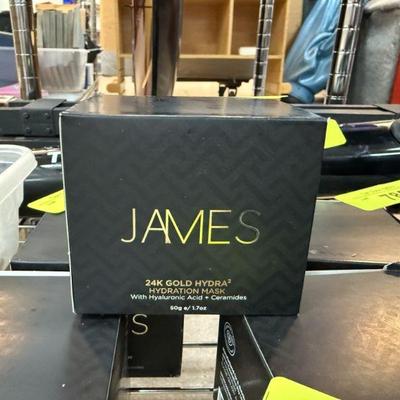 JAMES
24K GOLD HYDRA²
HYDRATION MASK
With Hyaluronic Acid + Ceramides
50g e/ 1.7oz
S